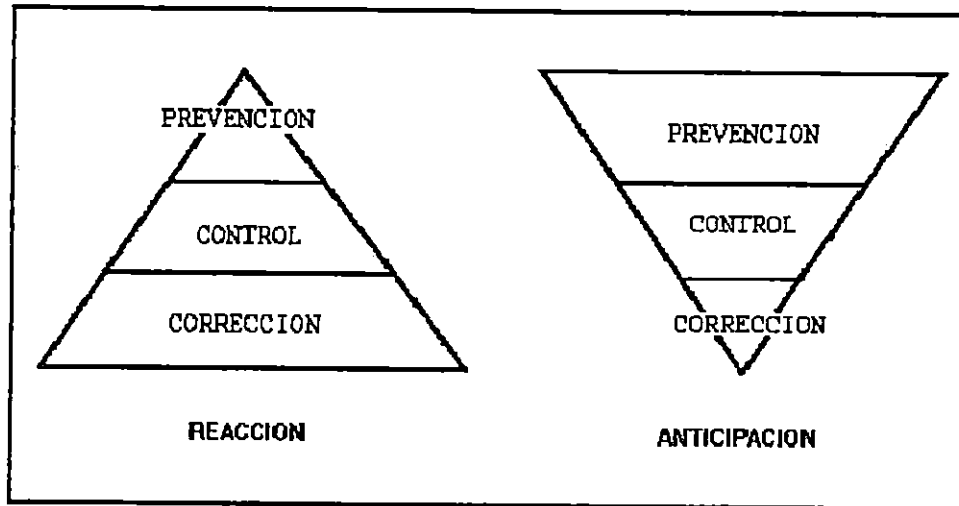 PREVENCION
CONTROL
CORRECCION
REACCION
PREVENCION
CONTROL
CORRECCION
ANTICIPACION